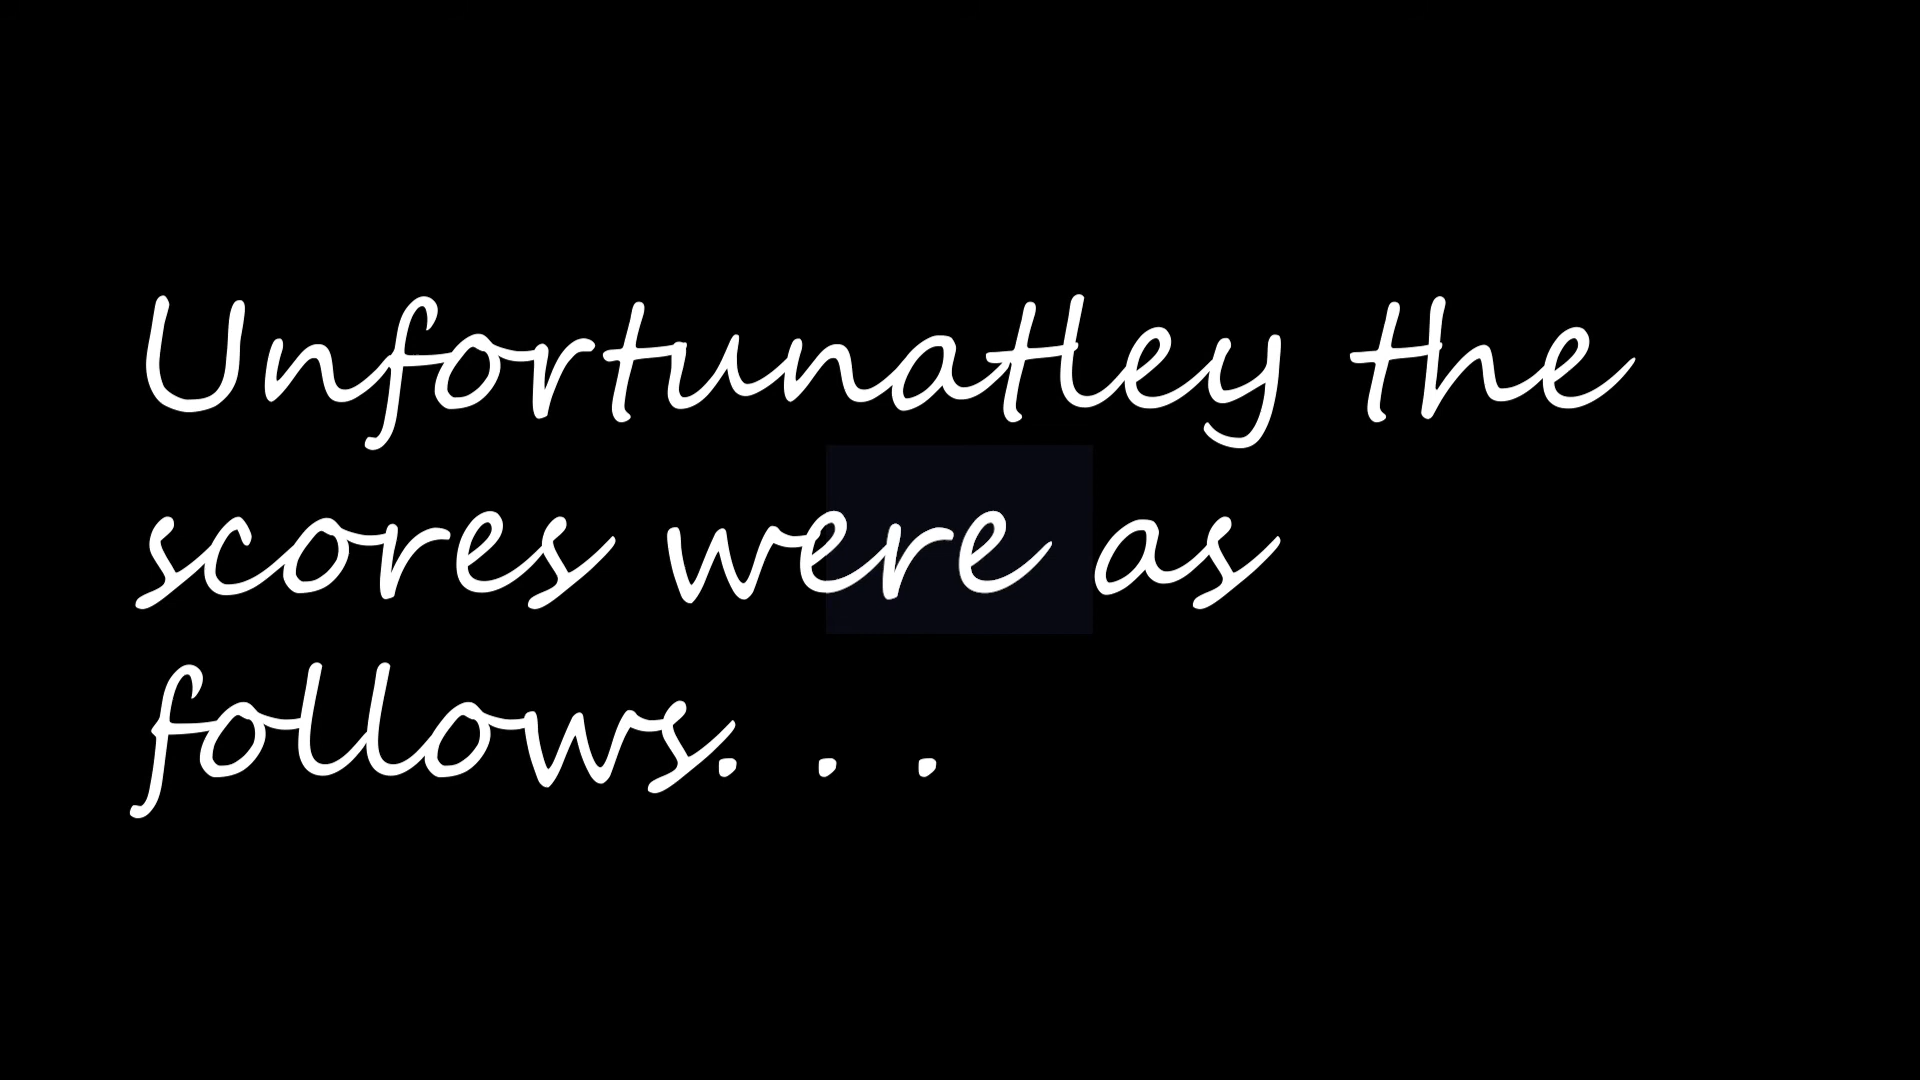 Unfortunatley the
scores were as
follows. . .